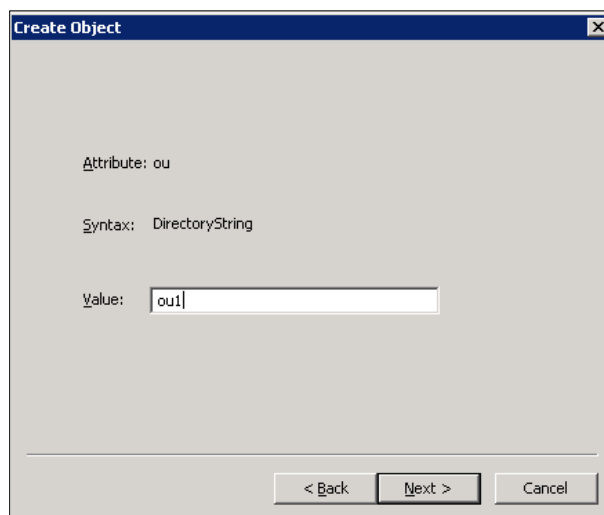 Create Object
Attribute: ou
Syntax: DirectoryString
Value: ou1
< Back Next > Cancel